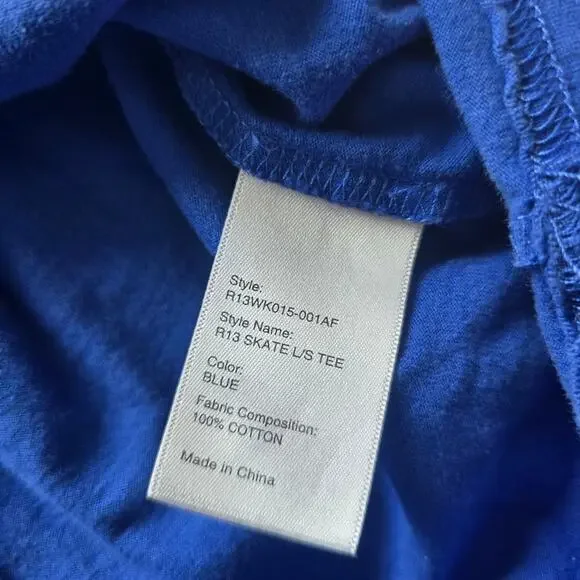 Style:
R13WK015-001AF
Style Name:
R13 SKATE L/S TEE
Color:
BLUE
Fabric Composition:
100% COTTON
Made in China